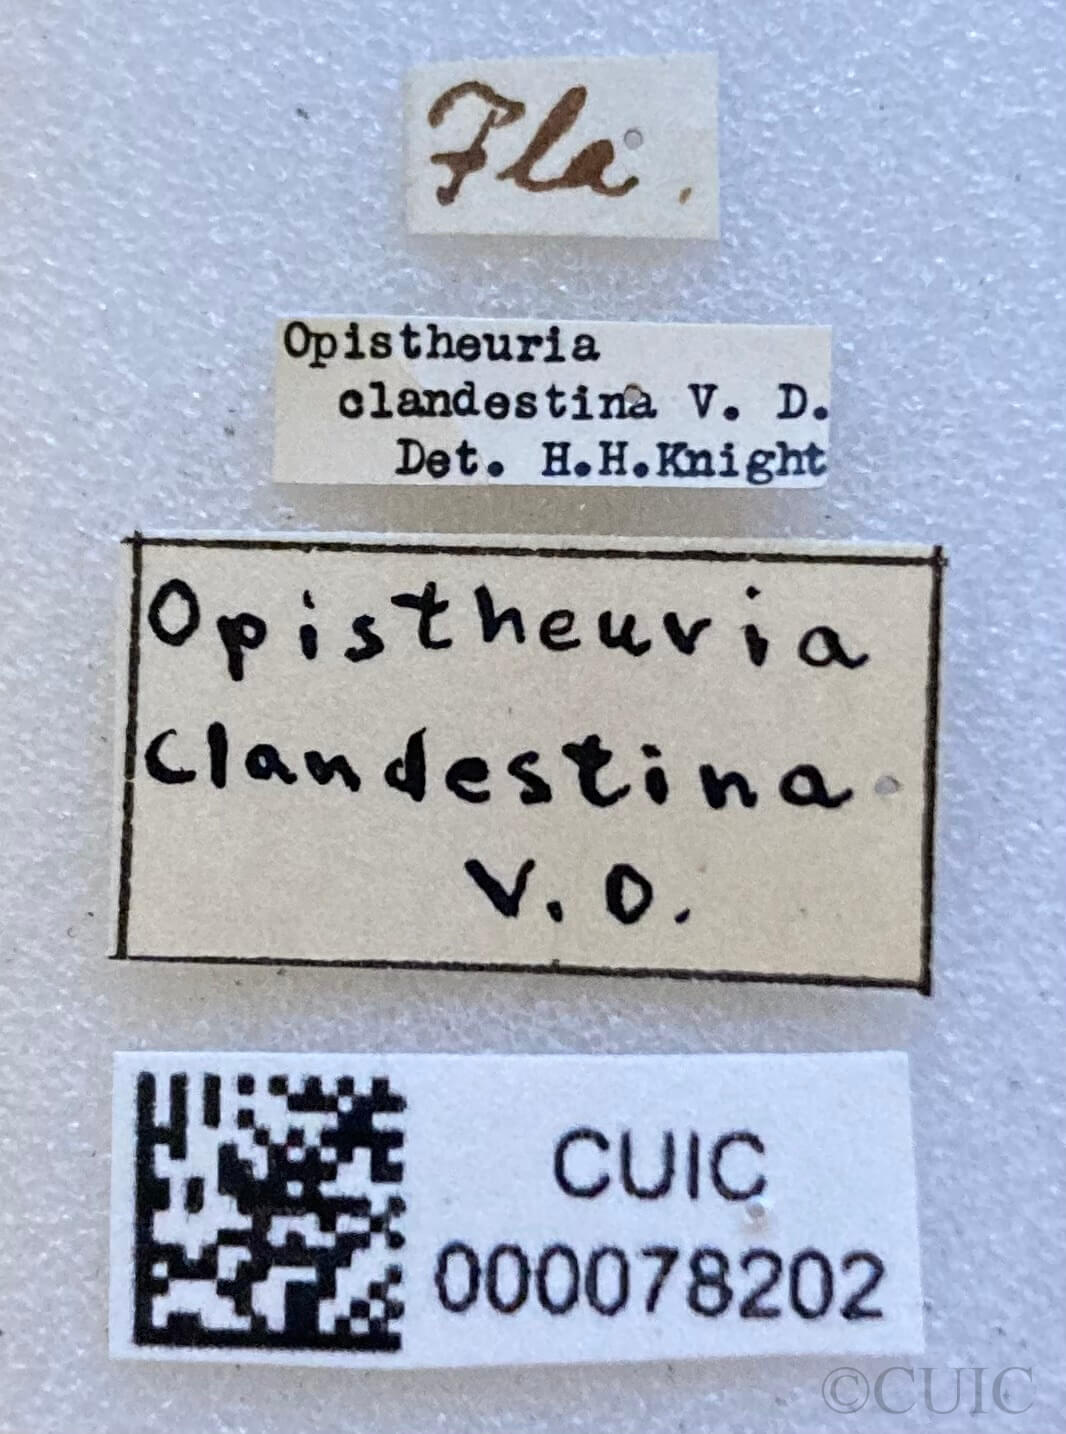 Fla.
Opistheuria
clandestina V. D.
Det. H.H.Knight
Opistheuria
clandestina
V. D.
CUIC
000078202
©CUIC